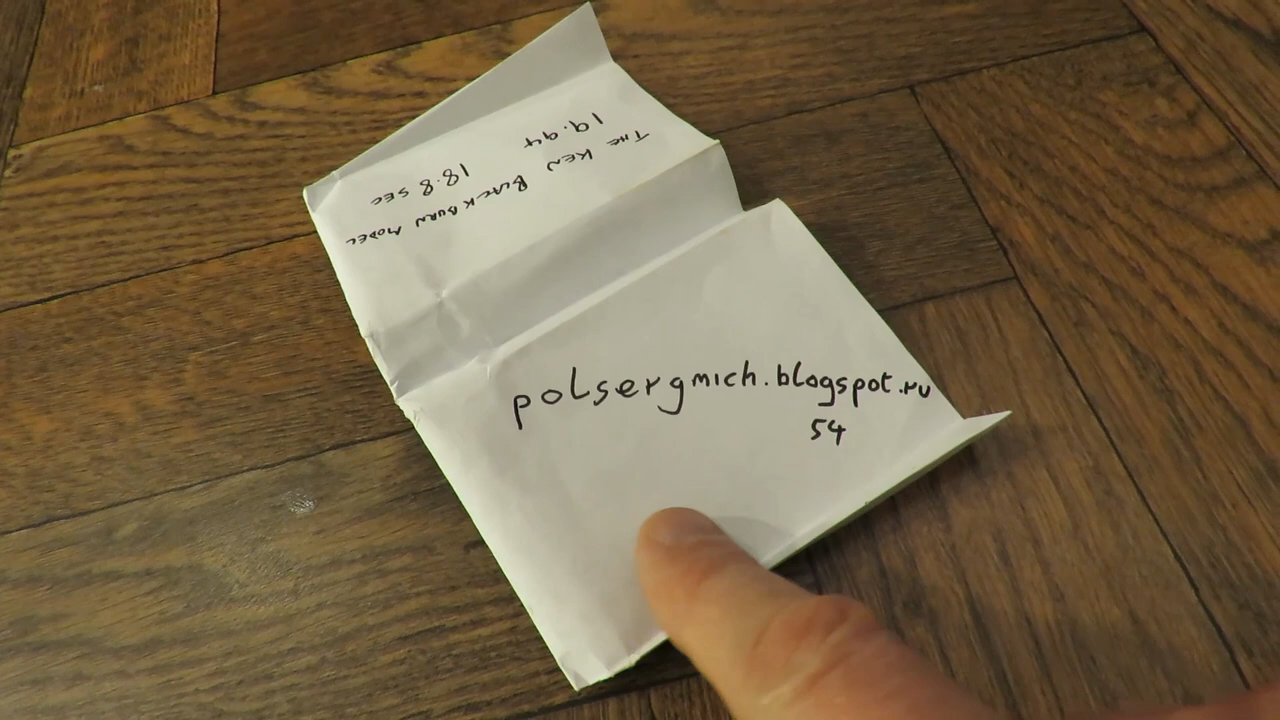 THE KEN BLACKBURN MODEL
19.94 18.8 SEC
polsergmich.blogspot.ru
54